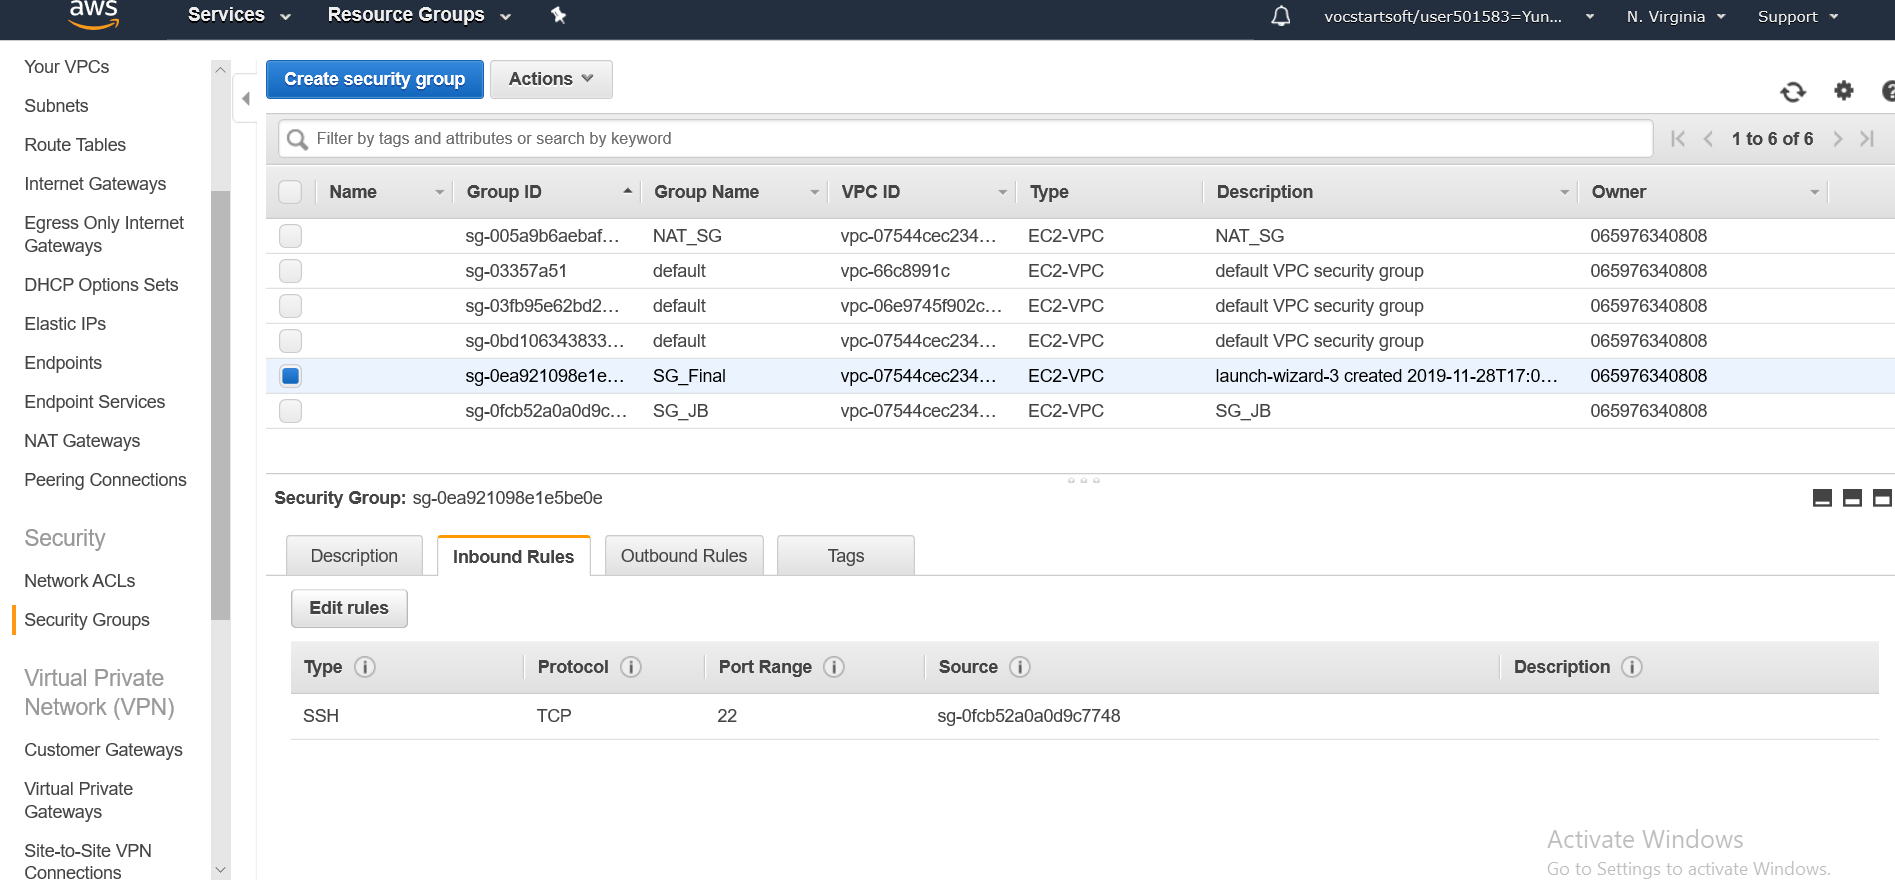 aws Services Resource Groups vocstartsoft/user501583=Yun... N. Virginia Support
Your VPCs
Subnets
Route Tables
Internet Gateways
Egress Only Internet
Gateways
DHCP Options Sets
Elastic IPs
Endpoints
Endpoint Services
NAT Gateways
Peering Connections
Security
Network ACLs
Security Groups
Virtual Private
Network (VPN)
Customer Gateways
Virtual Private
Gateways
Site-to-Site VPN
Connections
Create security group Actions
Filter by tags and attributes or search by keyword 1 to 6 of 6
Name Group ID Group Name VPC ID Type Description Owner
sg-005a9b6aebaf... NAT_SG vpc-07544cec234... EC2-VPC NAT_SG 065976340808
sg-03357a51 default vpc-66c8991c EC2-VPC default VPC security group 065976340808
sg-03fb95e62bd2... default vpc-06e9745f902c... EC2-VPC default VPC security group 065976340808
sg-0bd106343833... default vpc-07544cec234... EC2-VPC default VPC security group 065976340808
sg-0ea921098e1e... SG_Final vpc-07544cec234... EC2-VPC launch-wizard-3 created 2019-11-28T17:0... 065976340808
sg-0fcb52a0a0d9c... SG_JB vpc-07544cec234... EC2-VPC SG_JB 065976340808
Security Group: sg-0ea921098e1e5be0e
Description Inbound Rules Outbound Rules Tags
Edit rules
Type Protocol Port Range Source Description
SSH TCP 22 sg-0fcb52a0a0d9c7748
Activate Windows
Go to Settings to activate Windows.